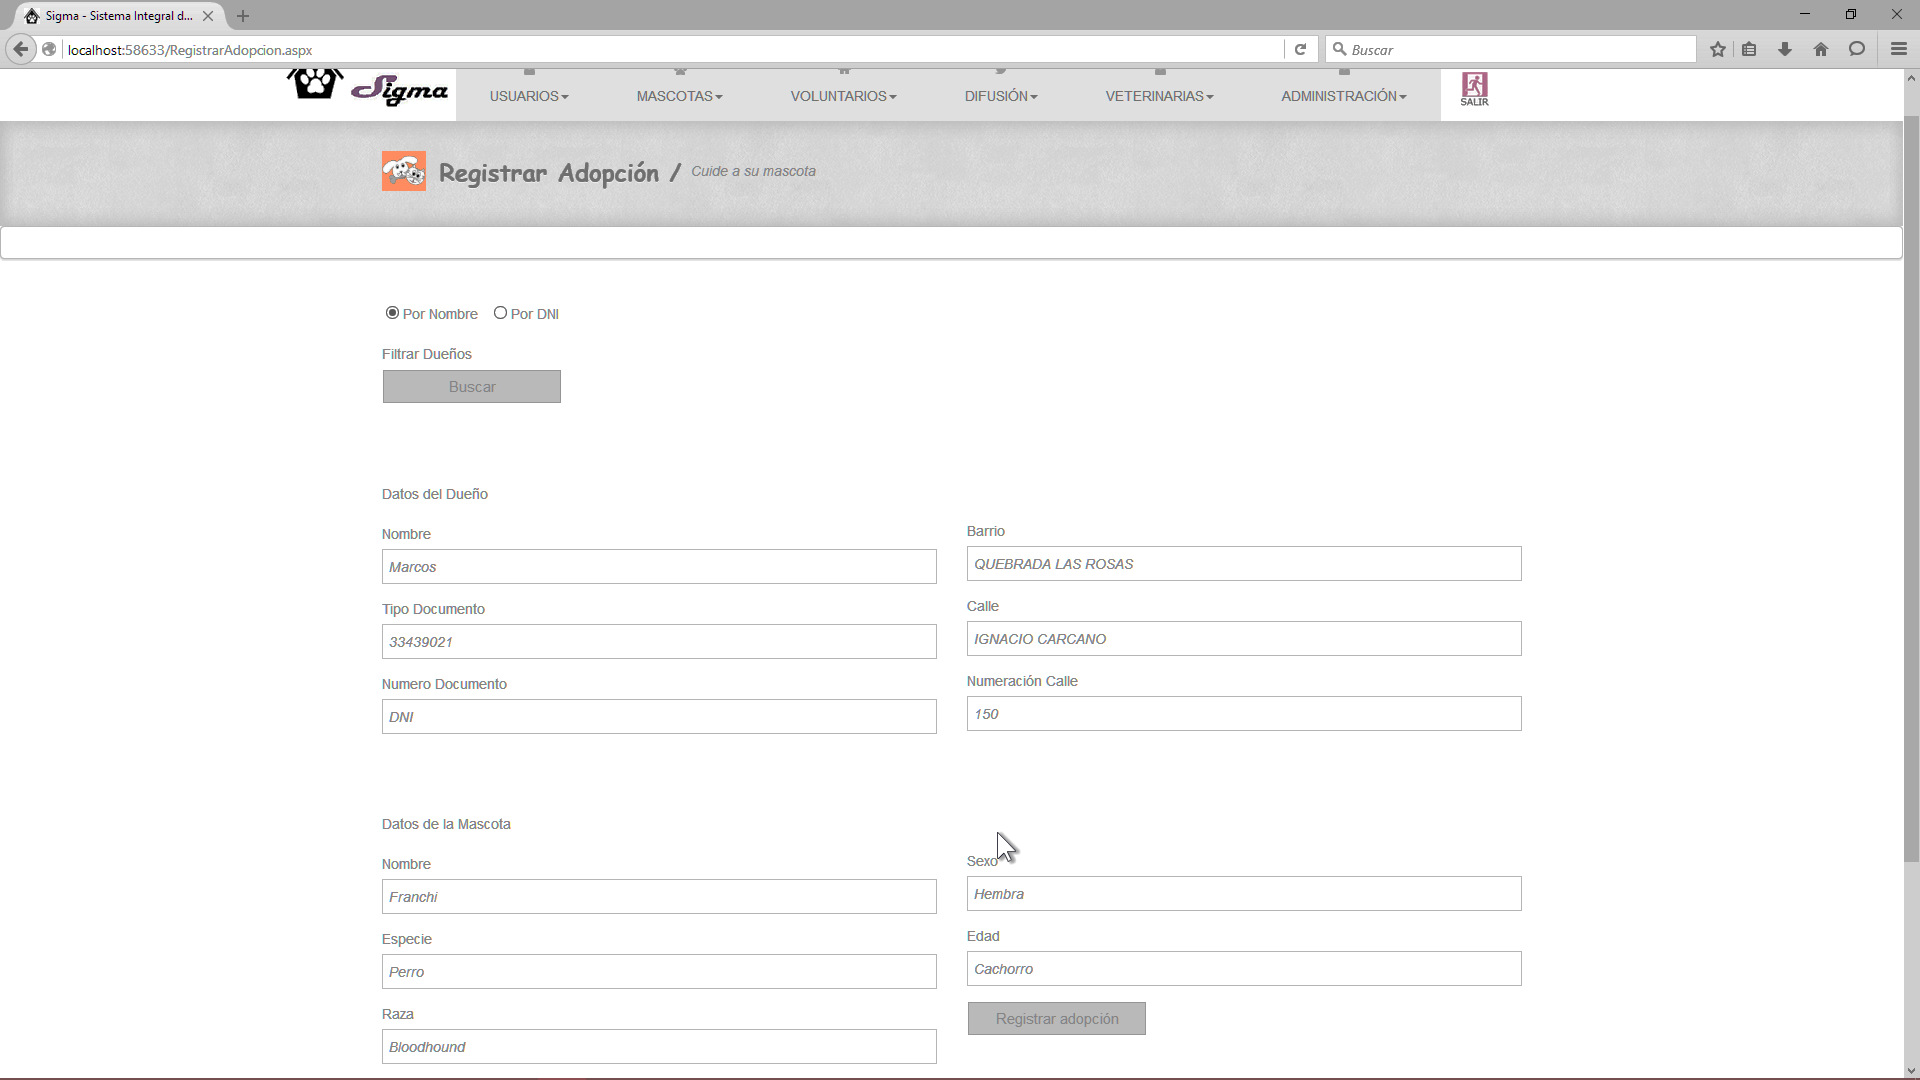 Sigma - Sistema Integral d...
localhost:58633/RegistrarAdopcion.aspx
Buscar
Sigma
USUARIOS
MASCOTAS
VOLUNTARIOS
DIFUSIÓN
VETERINARIAS
ADMINISTRACIÓN
SALIR
Registrar Adopción / Cuide a su mascota
Por Nombre
Por DNI
Filtrar Dueños
Buscar
Datos del Dueño
Nombre
Marcos
Tipo Documento
33439021
Numero Documento
DNI
Barrio
QUEBRADA LAS ROSAS
Calle
IGNACIO CARCANO
Numeración Calle
150
Datos de la Mascota
Nombre
Franchi
Especie
Perro
Raza
Bloodhound
Sexo
Hembra
Edad
Cachorro
Registrar adopción